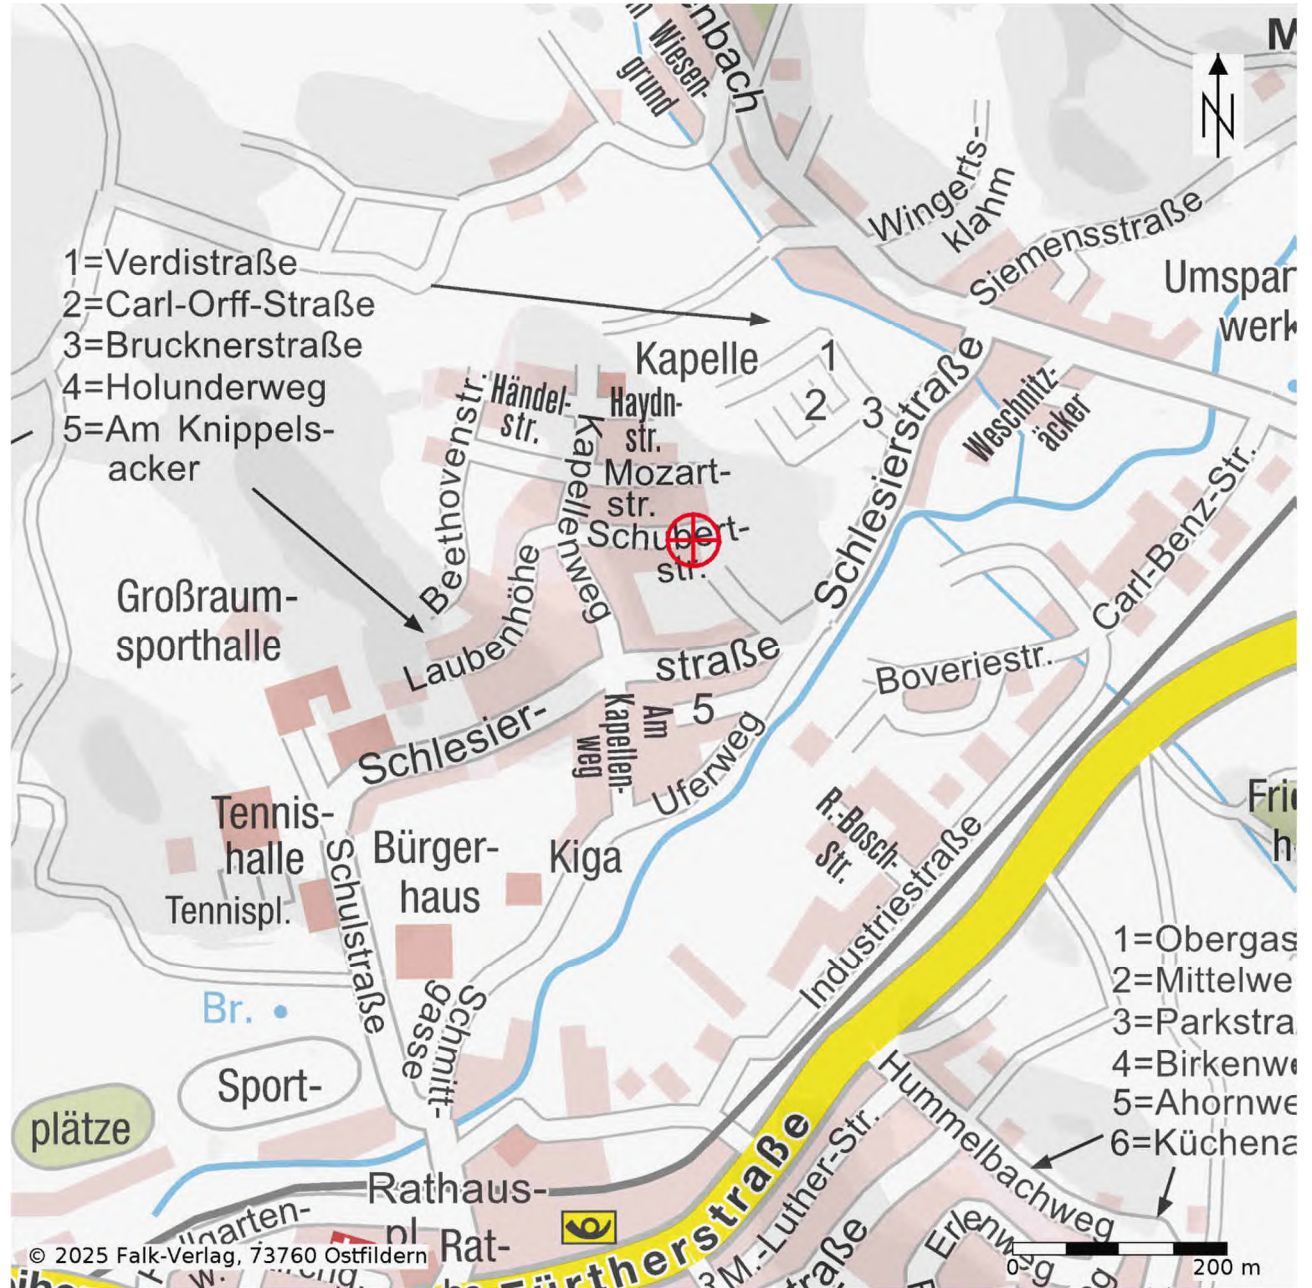 Wiesen-
grund
enbach
N
Wingerts-
klahm
Siemensstraße
1=Verdistraße
2=Carl-Orff-Straße
3=Brucknerstraße
4=Holunderweg
5=Am Knippels-
acker
Umspan
werk
Kapelle
1
2
3
Händel-
str.
Haydn-
str.
Beethovenstr.
Kapellenweg
Mozart-
str.
Schubert-
str.
Schlesierstraße
Weschnitz-
äcker
Carl-Benz-Str.
Großraum-
sporthalle
Laubenhöhe
Schlesier-
straße
Boveriestr.
Am
Kapellen-
weg
5
Uferweg
R.-Bosch-
Str.
Tennis-
halle
Tennispl.
Bürger-
haus
Kiga
Schulstraße
Industriestraße
Schmitt-
gasse
Br.
Sport-
plätze
1=Obergas
2=Mittelwe
3=Parkstra
4=Birkenwe
5=Ahornwe
6=Küchena
Hummelbachweg
Rathaus-
pl.
Rat-
Fürtherstraße
M.-Luther-Str.
Erlenweg
© 2025 Falk-Verlag, 73760 Ostfildern
0
200 m